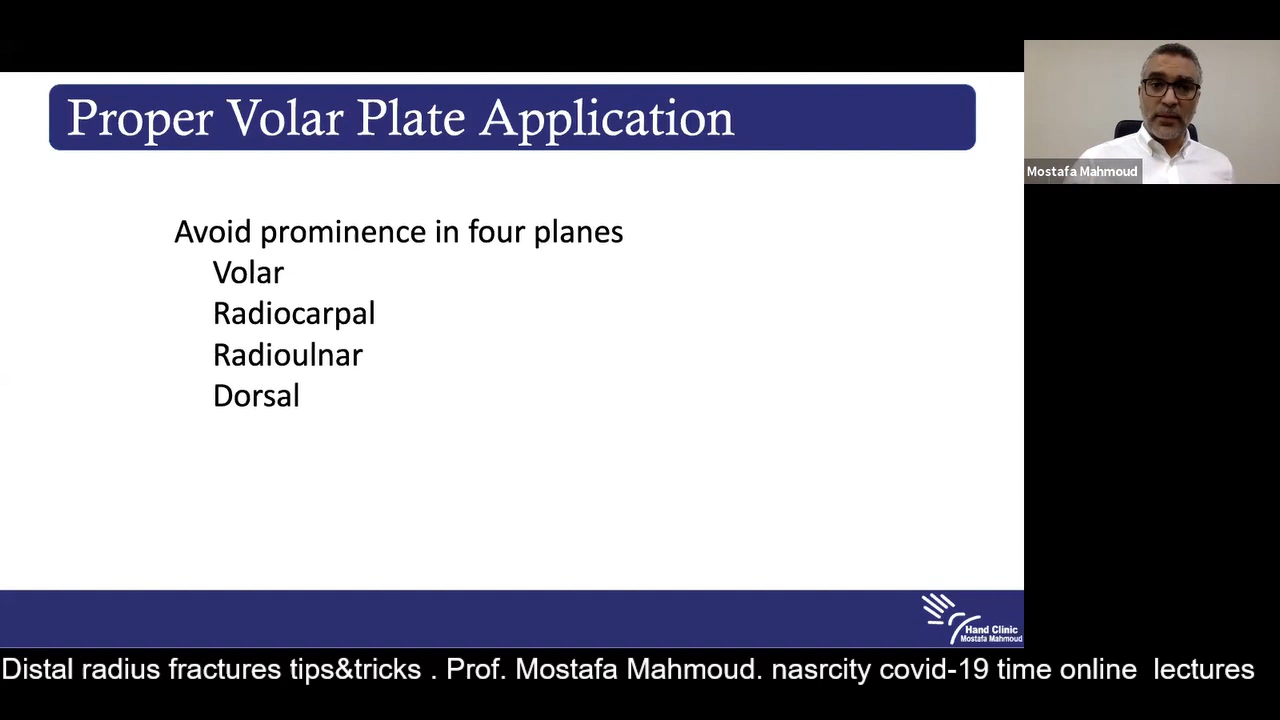 Proper Volar Plate Application
Mostafa Mahmoud
Avoid prominence in four planes
Volar
Radiocarpal
Radioulnar
Dorsal
Hand Clinic
Mostafa Mahmoud
Distal radius fractures tips&tricks . Prof. Mostafa Mahmoud. nasrcity covid-19 time online lectures